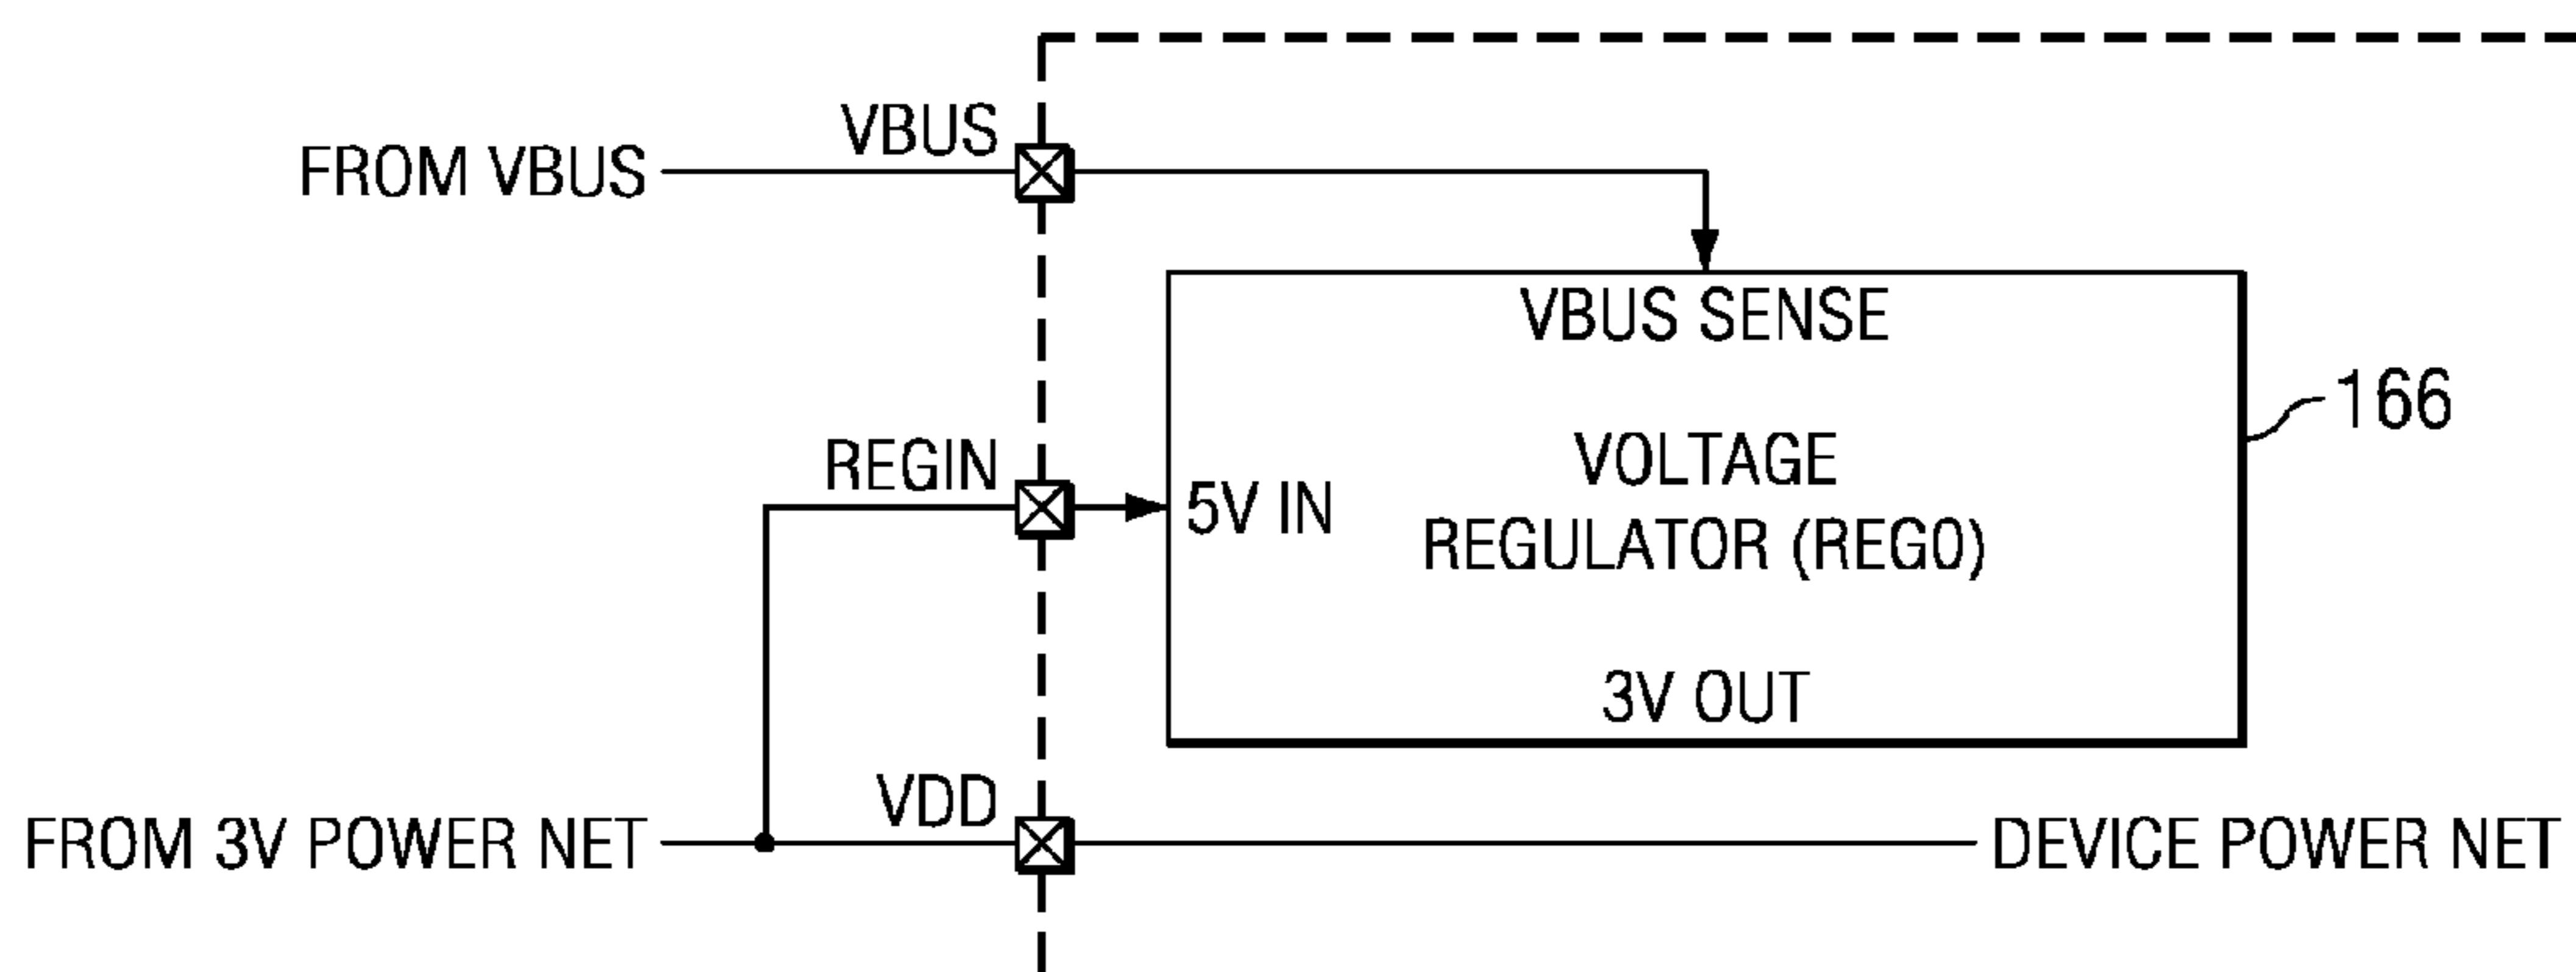 VBUS
FROM VBUS
VBUS SENSE
166
REGIN
5V IN
VOLTAGE
REGULATOR (REG0)
3V OUT
VDD
FROM 3V POWER NET
DEVICE POWER NET